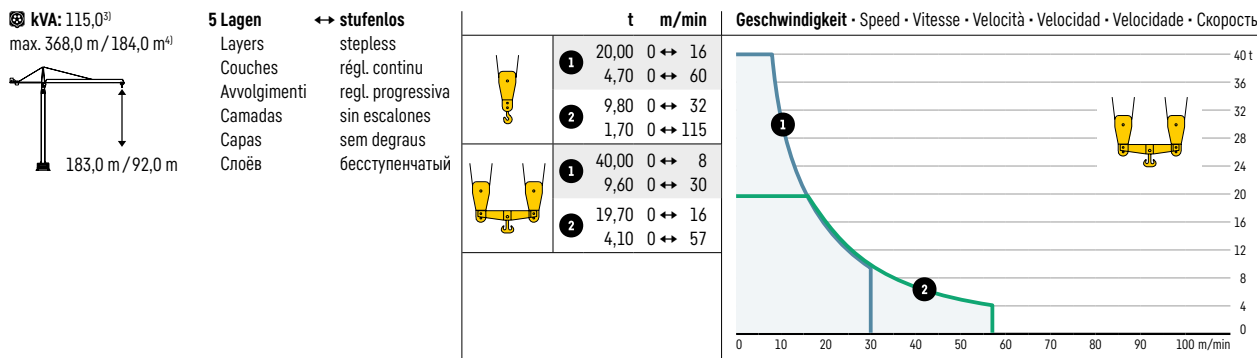 kVA: 115,0³⁾
max. 368,0 m / 184,0 m⁴⁾
183,0 m / 92,0 m
5 Lagen ↔ stufenlos
Layers stepless
Couches régl. continu
Avvolgimenti regl. progressiva
Camadas sin escalones
Capas sem degraus
Слоёв бесступенчатый
t m/min
1 20,00 0 ↔ 16
4,70 0 ↔ 60
2 9,80 0 ↔ 32
1,70 0 ↔ 115
1 40,00 0 ↔ 8
9,60 0 ↔ 30
2 19,70 0 ↔ 16
4,10 0 ↔ 57
Geschwindigkeit · Speed · Vitesse · Velocità · Velocidad · Velocidade · Скорость
40 t
36
32
28
24
20
16
12
8
4
0
1
2
0 10 20 30 40 50 60 70 80 90 100 m/min